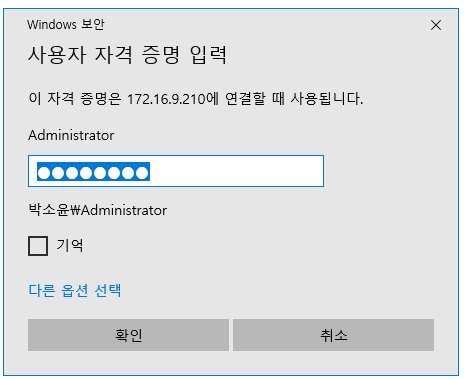 Windows 보안
사용자 자격 증명 입력
이 자격 증명은 172.16.9.210에 연결할 때 사용됩니다.
Administrator
●●●●●●●●
박소윤₩Administrator
기억
다른 옵션 선택
확인
취소